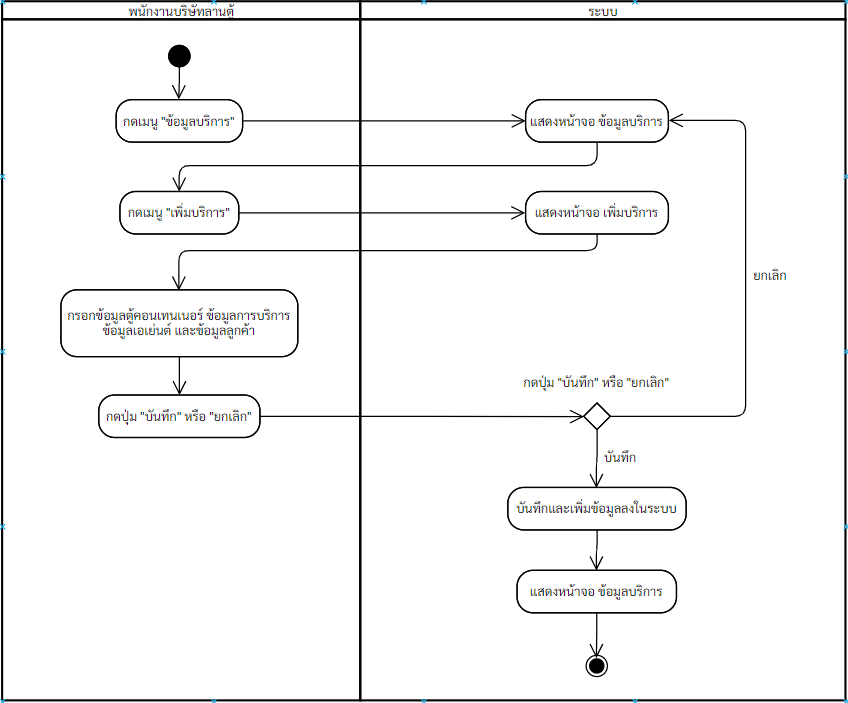 พนักงานบริษัทลานตู้
ระบบ
กดเมนู "ข้อมูลบริการ"
แสดงหน้าจอ ข้อมูลบริการ
กดเมนู "เพิ่มบริการ"
แสดงหน้าจอ เพิ่มบริการ
ยกเลิก
กรอกข้อมูลตู้คอนเทนเนอร์ ข้อมูลการบริการ
ข้อมูลเอเย่นต์ และข้อมูลลูกค้า
กดปุ่ม "บันทึก" หรือ "ยกเลิก"
กดปุ่ม "บันทึก" หรือ "ยกเลิก"
บันทึก
บันทึกและเพิ่มข้อมูลลงในระบบ
แสดงหน้าจอ ข้อมูลบริการ